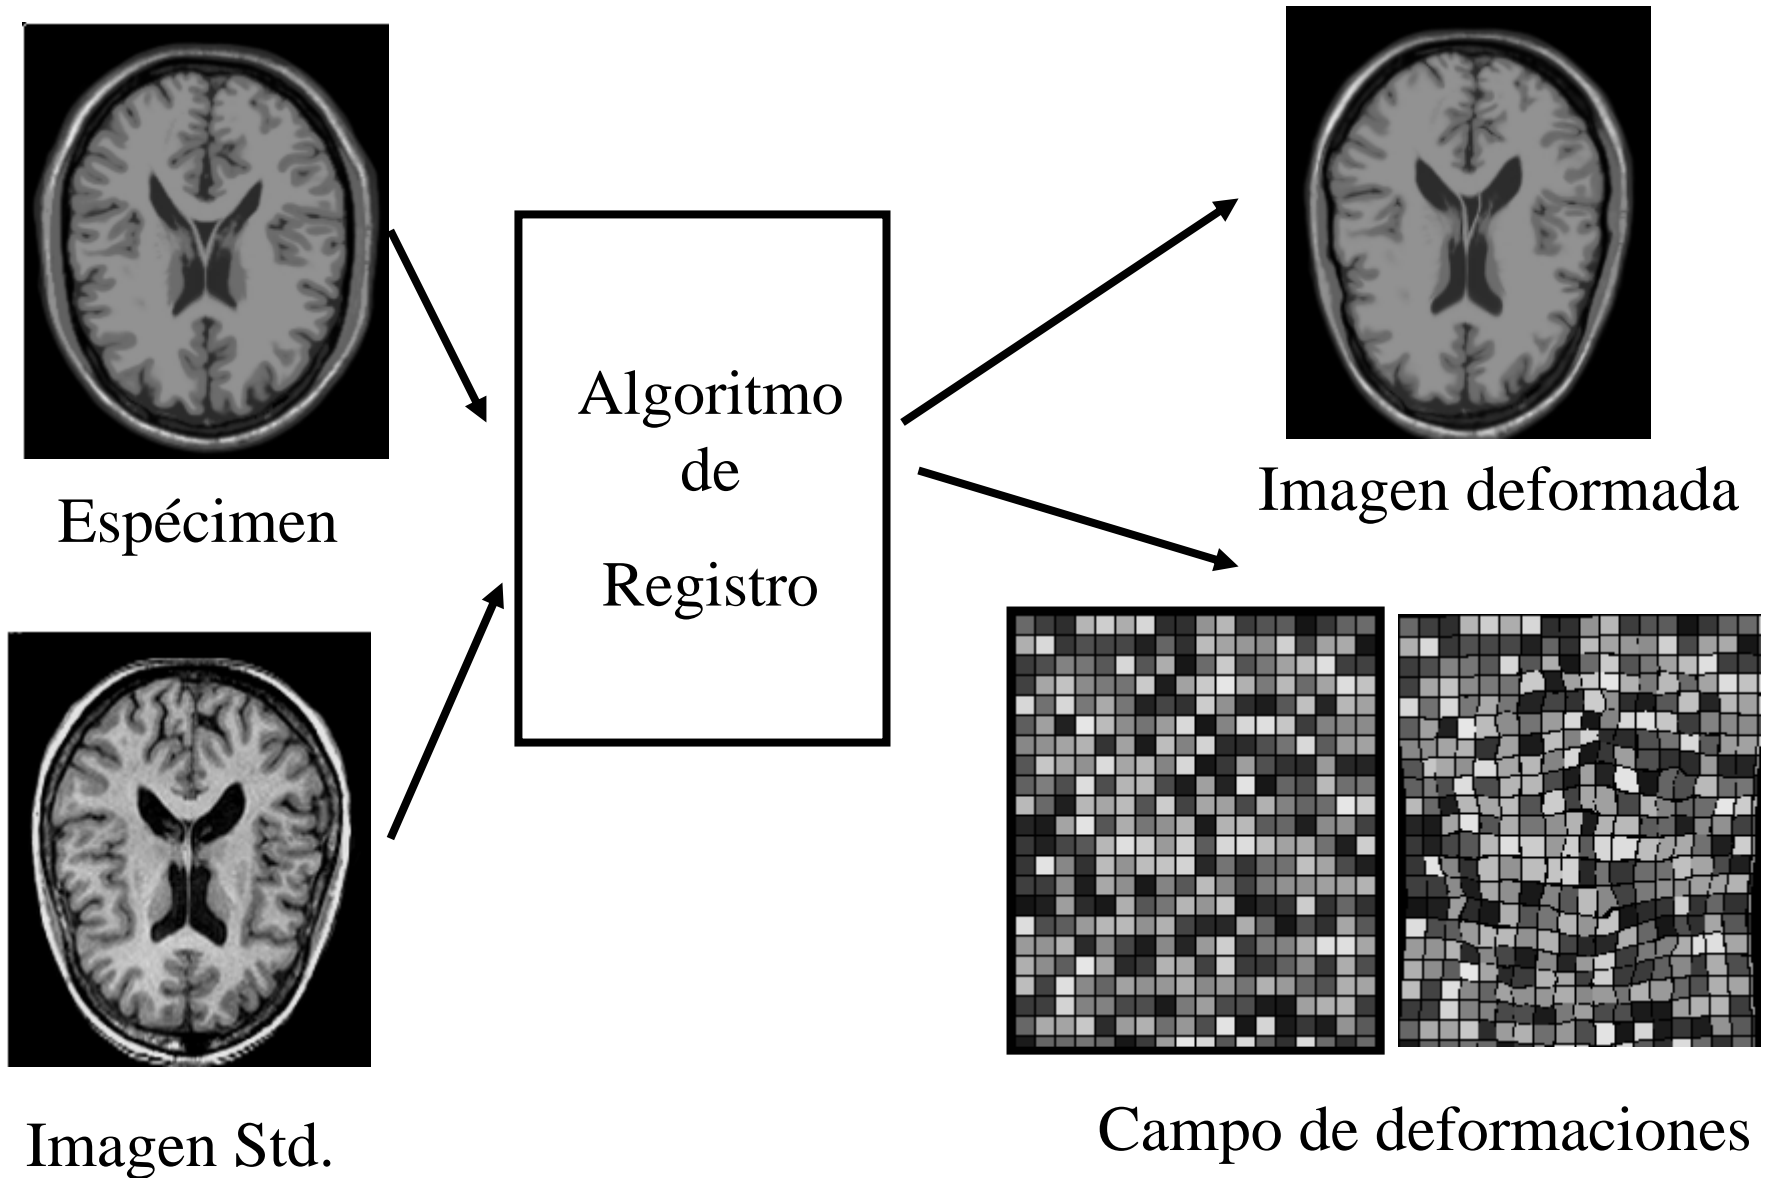 Espécimen
Imagen Std.
Algoritmo
de
Registro
Imagen deformada
Campo de deformaciones